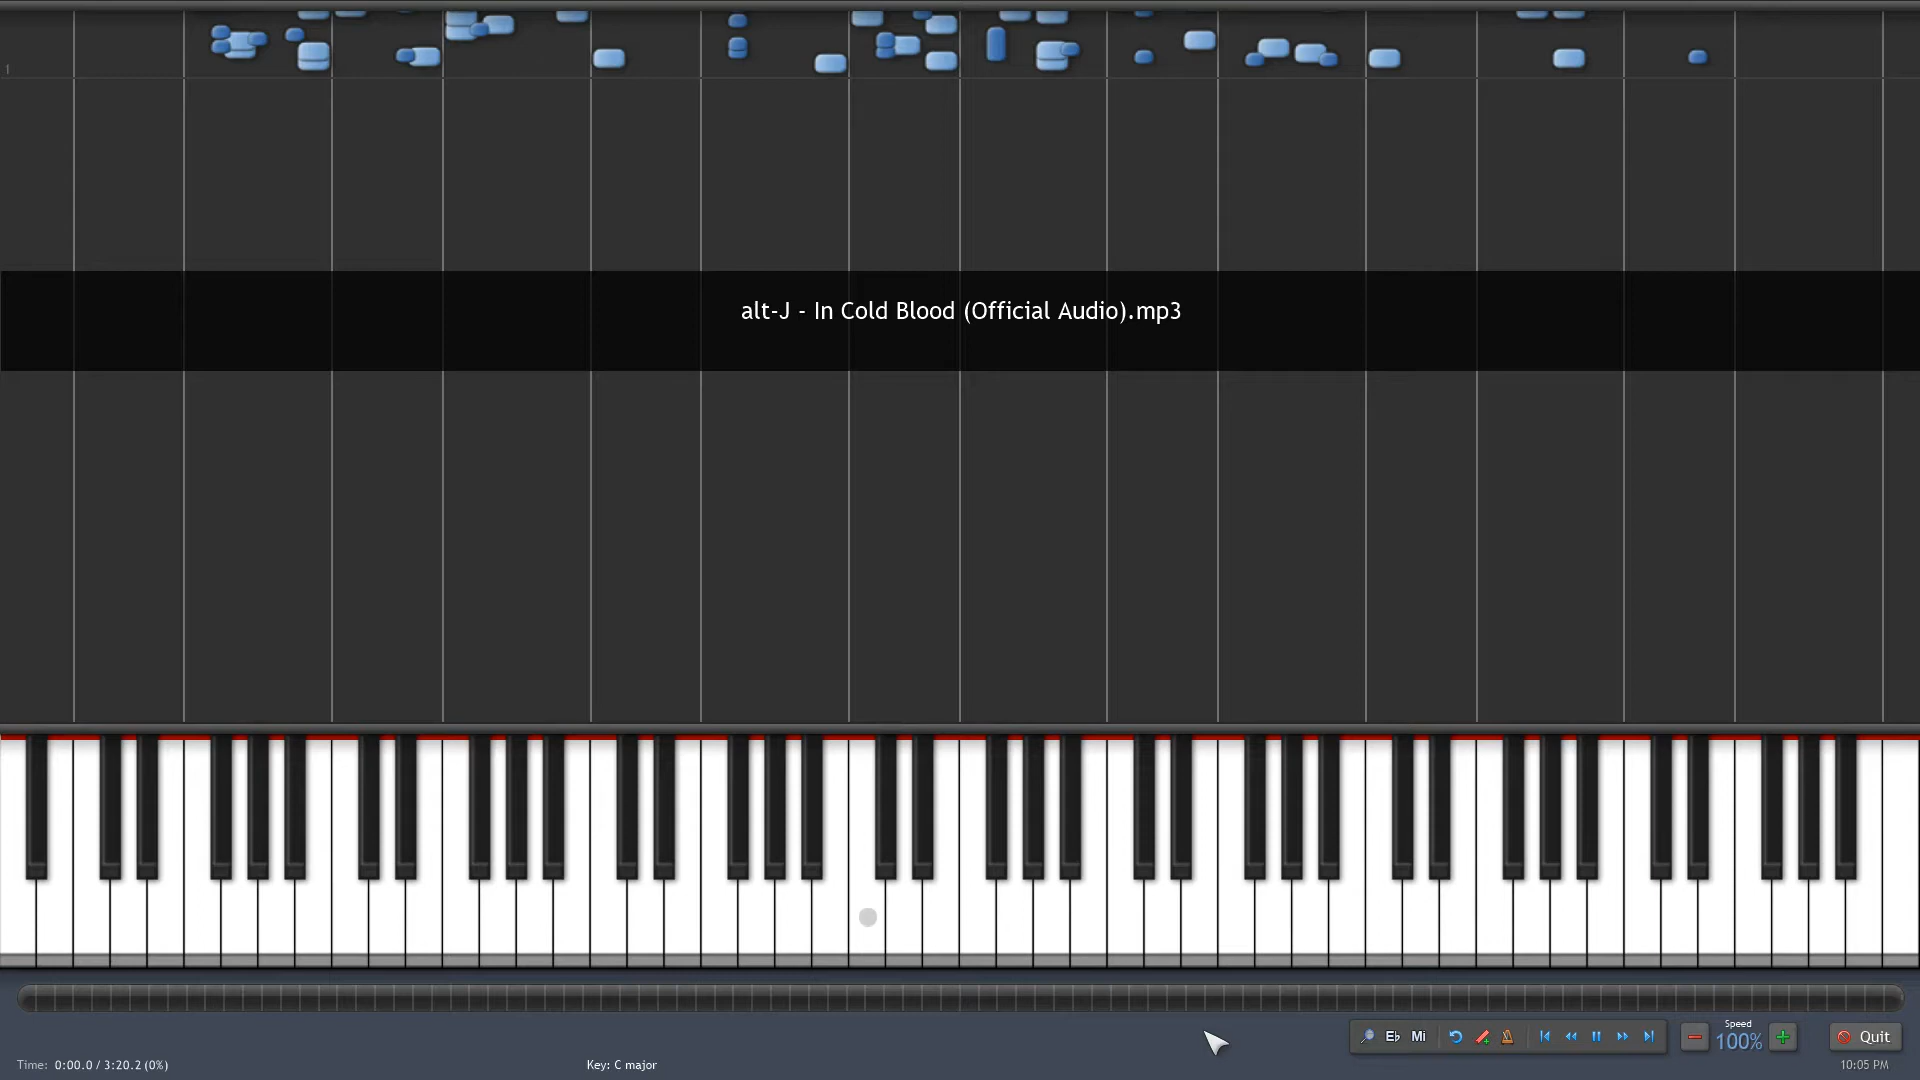 1
alt-J - In Cold Blood (Official Audio).mp3
Eb Mi
Speed
100%
Quit
Time: 0:00.0 / 3:20.2 (0%)
Key: C major
10:05 PM